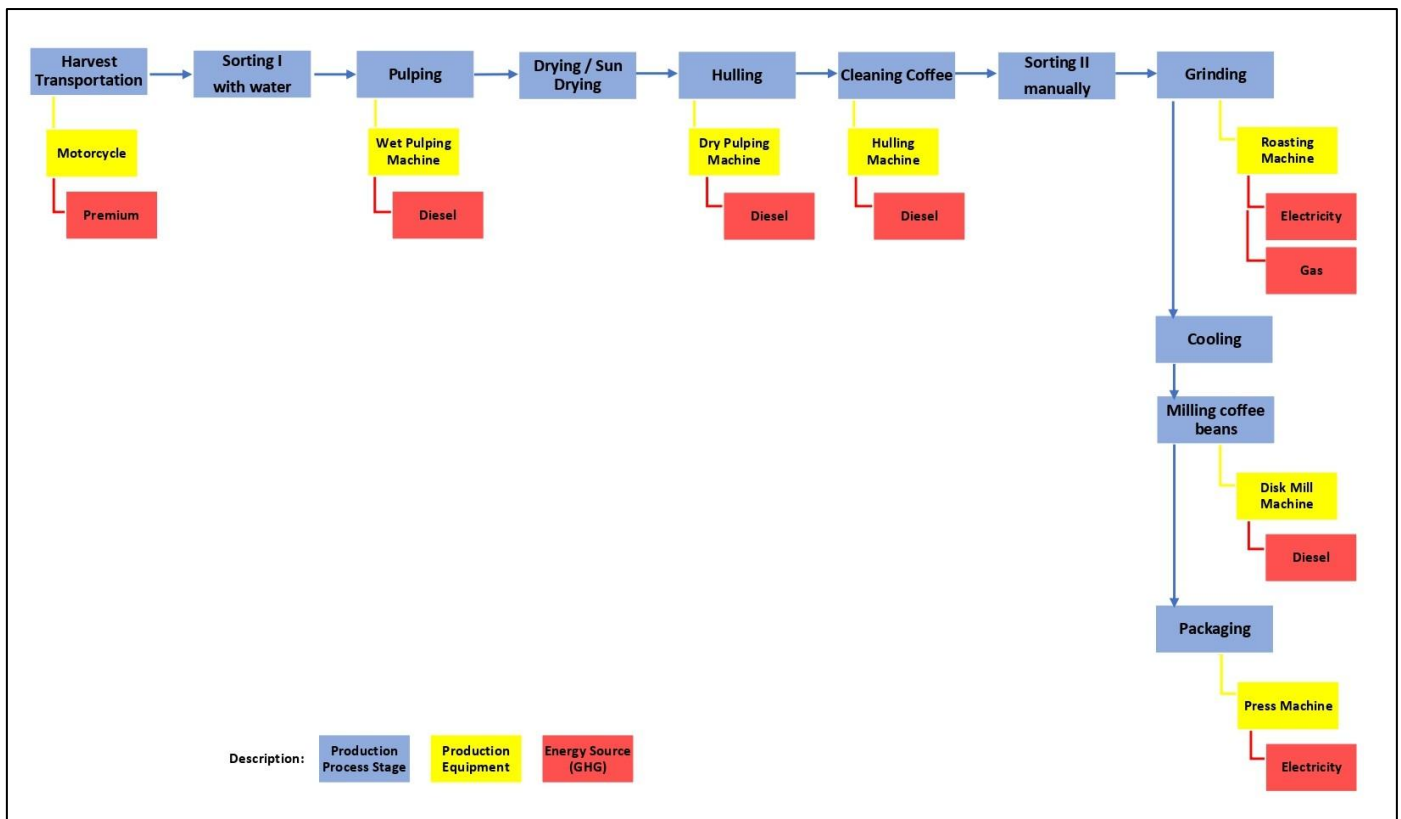 Harvest
Transportation
Sorting I
with water
Pulping
Drying / Sun
Drying
Hulling
Cleaning Coffee
Sorting II
manually
Grinding
Motorcycle
Wet Pulping
Machine
Dry Pulping
Machine
Hulling
Machine
Roasting
Machine
Premium
Diesel
Diesel
Diesel
Electricity
Gas
Cooling
Milling coffee
beans
Disk Mill
Machine
Diesel
Packaging
Press Machine
Electricity
Description:
Production
Process Stage
Production
Equipment
Energy Source
(GHG)